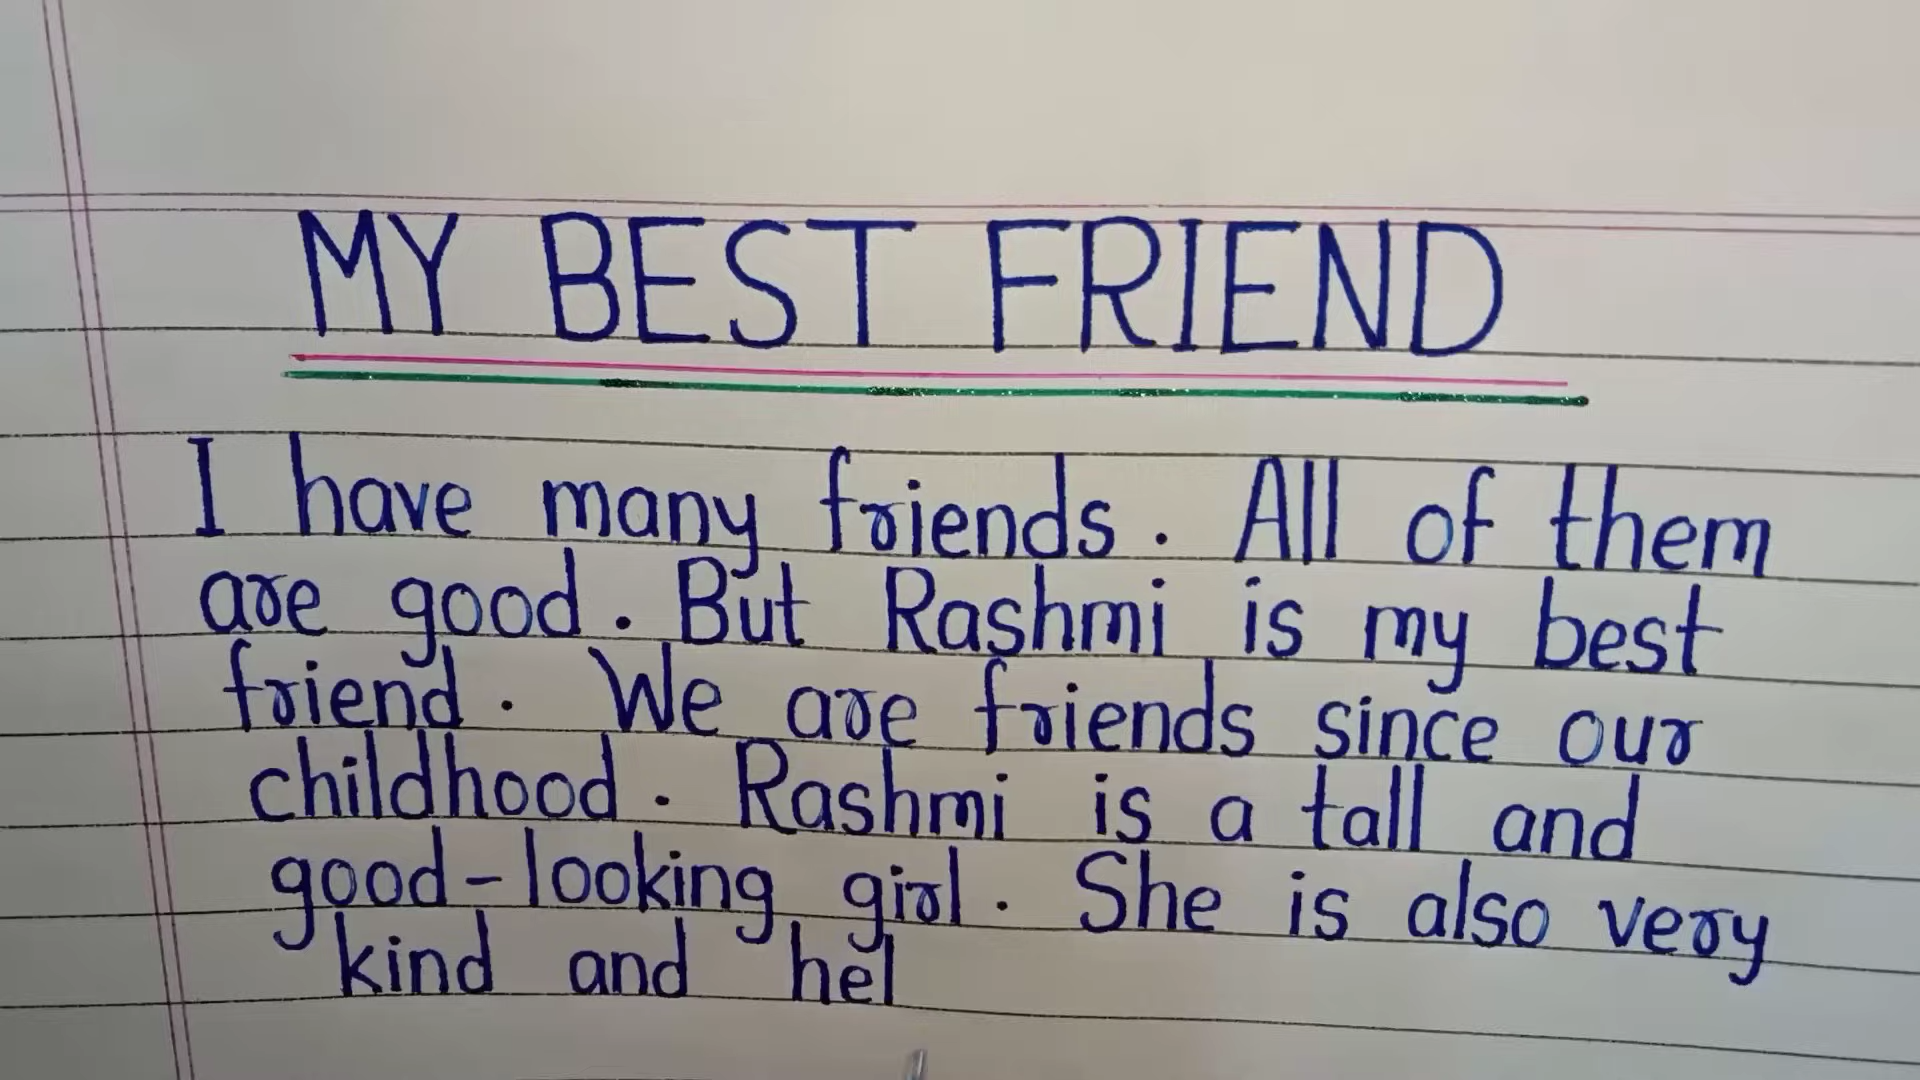 MY BEST FRIEND
I have many friends. All of them
are good. But Rashmi is my best
friend. We are friends since our
childhood. Rashmi is a tall and
good-looking girl. She is also very
kind and hel